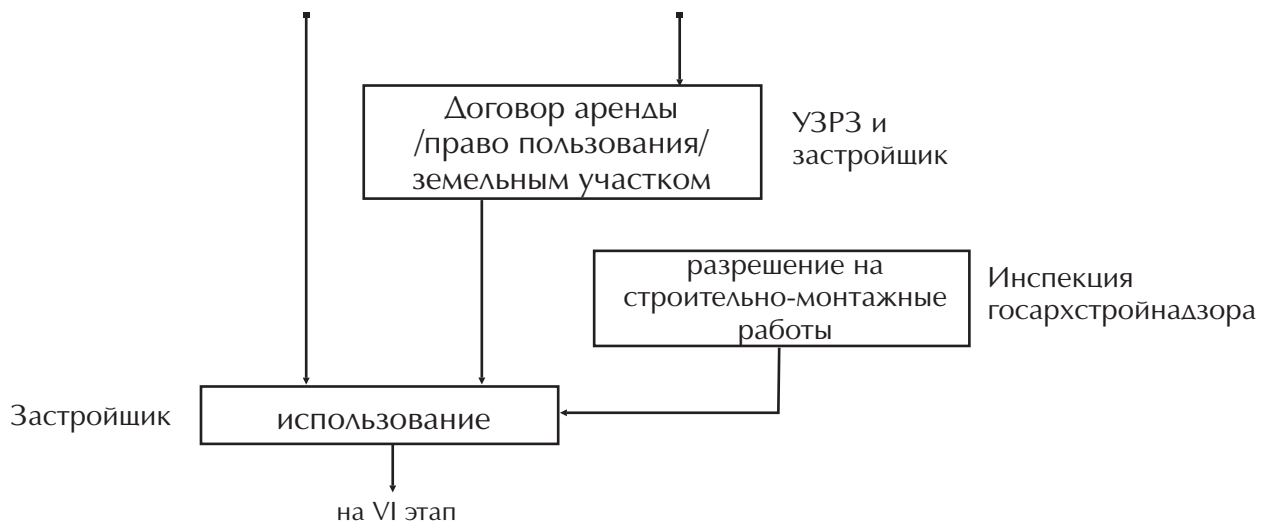 Договор аренды
/право пользования/
земельным участком
УЗРЗ и
застройщик
разрешение на
строительно-монтажные
работы
Инспекция
госархстройнадзора
Застройщик
использование
на VI этап